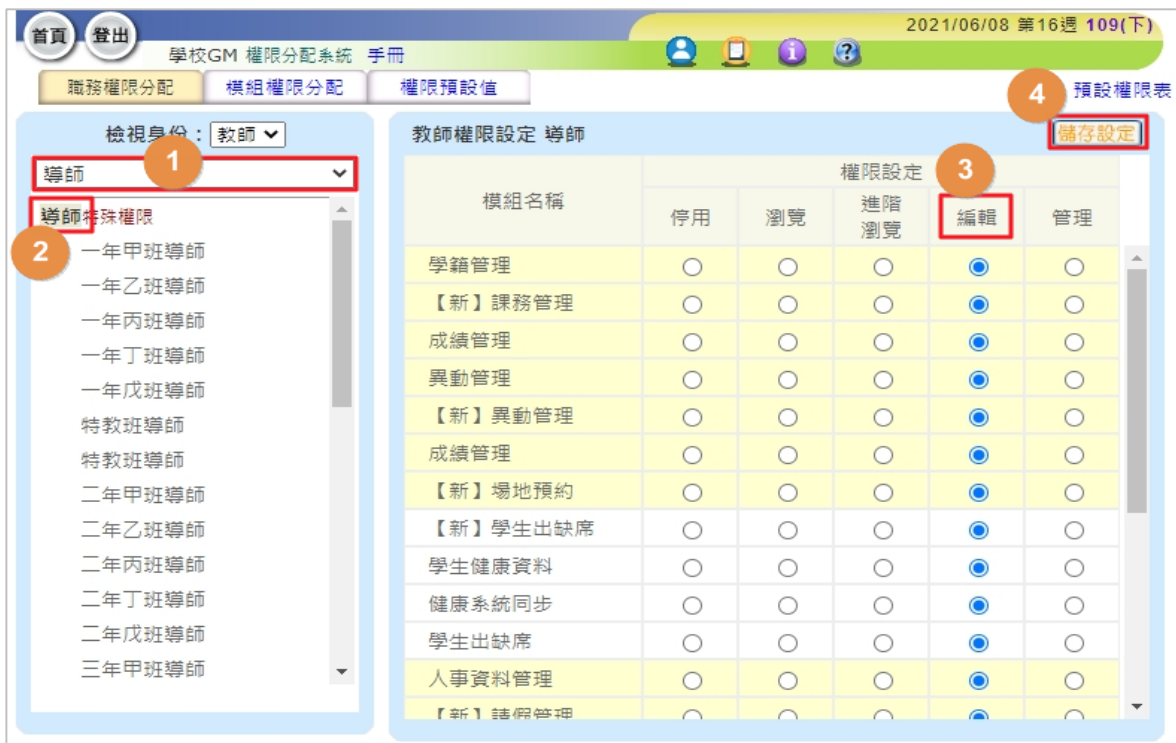 首頁 登出
2021/06/08 第16週 109(下)
學校GM 權限分配系統 手冊
職務權限分配 模組權限分配 權限預設值
4 預設權限表
檢視身份：教師
教師權限設定 導師 儲存設定
1
導師
模組名稱 權限設定 3
停用 瀏覽 進階瀏覽 編輯 管理
2
導師特殊權限
一年甲班導師
一年乙班導師
一年丙班導師
一年丁班導師
一年戊班導師
特教班導師
特教班導師
二年甲班導師
二年乙班導師
二年丙班導師
二年丁班導師
二年戊班導師
三年甲班導師
學籍管理
【新】課務管理
成績管理
異動管理
【新】異動管理
成績管理
【新】場地預約
【新】學生出缺席
學生健康資料
健康系統同步
學生出缺席
人事資料管理
【新】請假管理